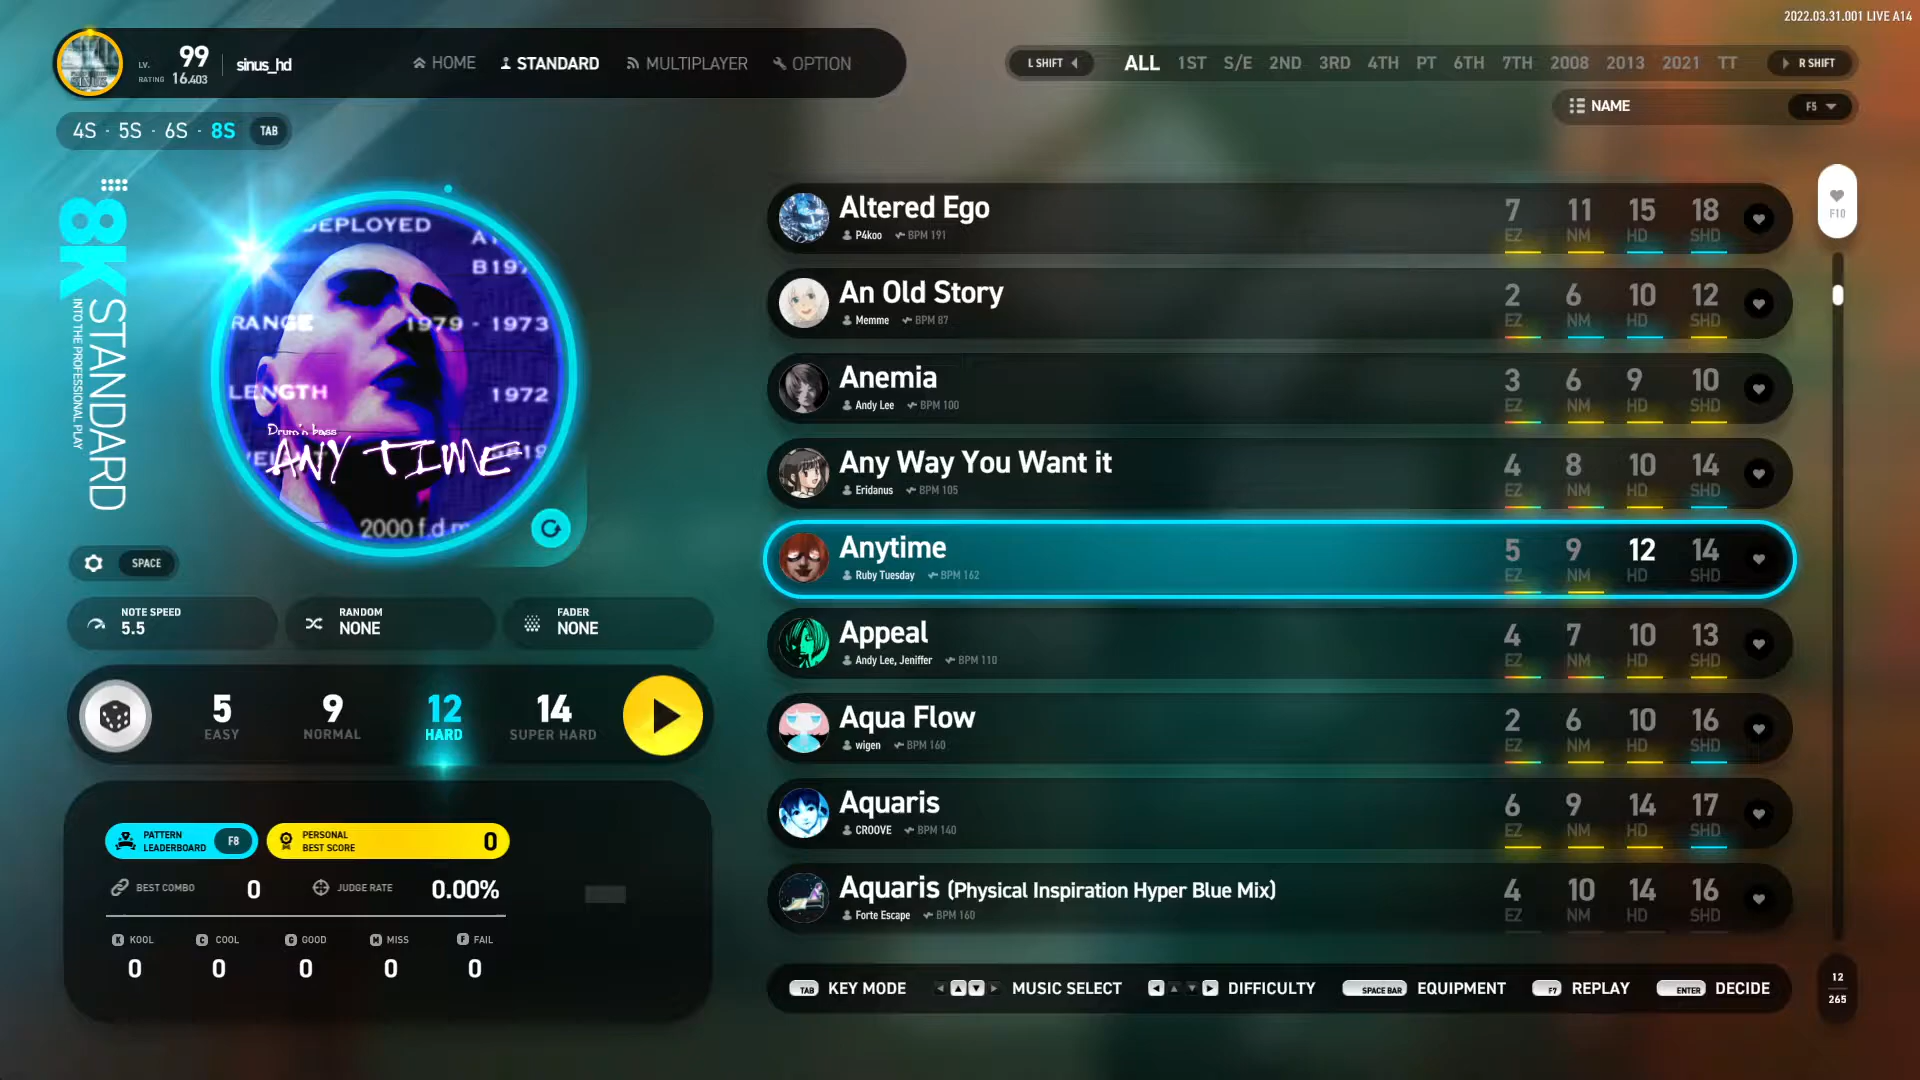 2022.03.31.001 LIVE A14
LV. 99
RATING 16.403
sinus_hd
HOME
STANDARD
MULTIPLAYER
OPTION
L SHIFT
ALL 1ST S/E 2ND 3RD 4TH PT 6TH 7TH 2008 2013 2021 TT
R SHIFT
NAME
F5
4S · 5S · 6S · 8S TAB
8K STANDARD
INTO THE PROFESSIONAL PLAY
DEPLOYED
RANGE 1979 - 1973
LENGTH 1972
Drum'n bass
ANY TIME
2000 f.d.m
SPACE
NOTE SPEED
5.5
RANDOM
NONE
FADER
NONE
5 9 12 14
EASY NORMAL HARD SUPER HARD
PATTERN
LEADERBOARD F8
PERSONAL
BEST SCORE 0
BEST COMBO 0
JUDGE RATE 0.00%
K KOOL C COOL G GOOD M MISS F FAIL
0 0 0 0 0
Altered Ego
P4koo BPM 191
7 11 15 18
EZ NM HD SHD
An Old Story
Memme BPM 87
2 6 10 12
EZ NM HD SHD
Anemia
Andy Lee BPM 100
3 6 9 10
EZ NM HD SHD
Any Way You Want it
Eridanus BPM 105
4 8 10 14
EZ NM HD SHD
Anytime
Ruby Tuesday BPM 162
5 9 12 14
EZ NM HD SHD
Appeal
Andy Lee, Jeniffer BPM 110
4 7 10 13
EZ NM HD SHD
Aqua Flow
wigen BPM 160
2 6 10 16
EZ NM HD SHD
Aquaris
CROOVE BPM 140
6 9 14 17
EZ NM HD SHD
Aquaris (Physical Inspiration Hyper Blue Mix)
Forte Escape BPM 160
4 10 14 16
EZ NM HD SHD
F10
TAB KEY MODE
MUSIC SELECT
DIFFICULTY
SPACE BAR EQUIPMENT
F7 REPLAY
ENTER DECIDE
12
265